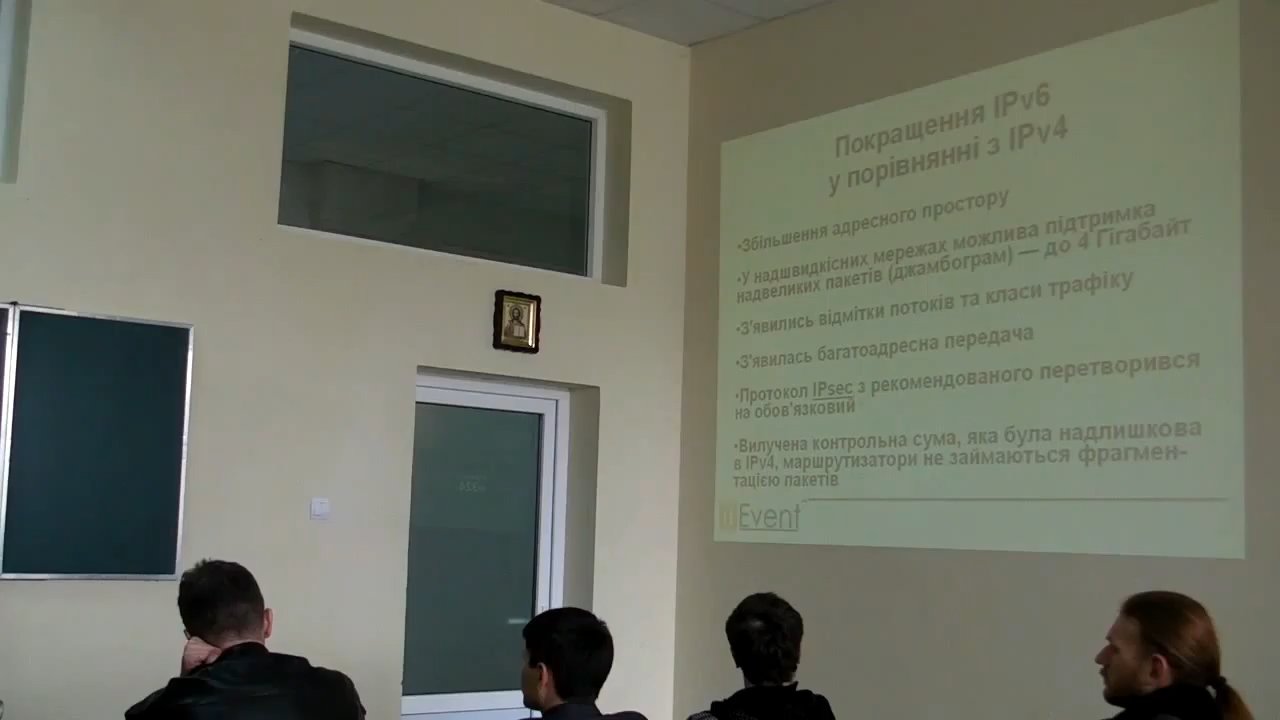 Покращення IPv6
у порівнянні з IPv4
•Збільшення адресного простору
•У надшвидкісних мережах можлива підтримка
надвеликих пакетів (джамбограм) — до 4 Гігабайт
•З'явились відмітки потоків та класи трафіку
•З'явилась багатоадресна передача
•Протокол IPsec з рекомендованого перетворився
на обов'язковий
•Вилучена контрольна сума, яка була надлишкова
в IPv4, маршрутизатори не займаються фрагмен-
тацією пакетів
Event